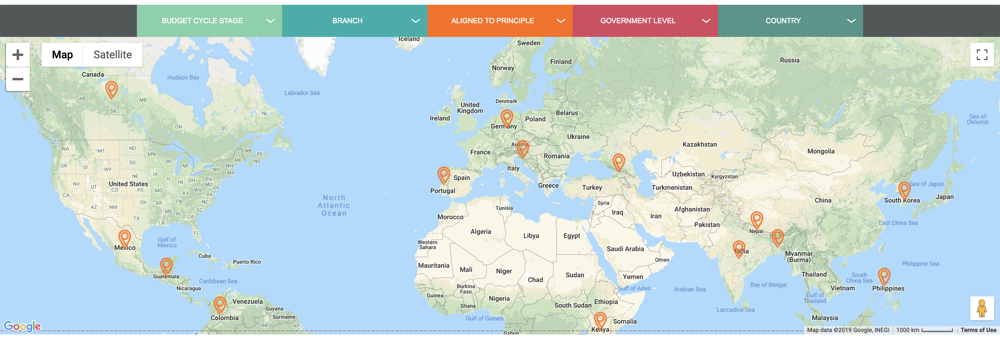 BUDGET CYCLE STAGE
BRANCH
ALIGNED TO PRINCIPLE
GOVERNMENT LEVEL
COUNTRY
Map
Satellite
Iceland
Sweden
Finland
Russia
Norway
Canada
Hudson Bay
Labrador Sea
AB
MB
BC
SK
NL
ON
QC
Denmark
United
Kingdom
Ireland
Belarus
Poland
Germany
Sea of
Okhotsk
Ukraine
Austria
France
Romania
Kazakhstan
Mongolia
WA
MT
ND
MN
NB
PE
ME
NS
OR
ID
WY
SD
WI
MI
NH
MA
NY
IA
NE
IL
IN
OH
PA
MD
DE
NV
UT
United States
CO
KS
MO
KY
WV
VA
CA
AZ
NM
OK
AR
TN
NC
SC
MS
AL
GA
TX
LA
FL
Italy
Spain
Portugal
Greece
Turkey
Uzbekistan
Kyrgyzstan
Turkmenistan
Sea of Japan
South Korea
Japan
China
North
Atlantic
Ocean
Tunisia
Syria
Iraq
Iran
Afghanistan
Pakistan
Morocco
Algeria
Libya
Egypt
East China Sea
Nepal
Western
Sahara
Saudi Arabia
Oman
India
Myanmar
(Burma)
Gulf of
Mexico
Mexico
Cuba
Puerto Rico
Guatemala
Caribbean Sea
Nicaragua
Mauritania
Mali
Niger
Chad
Sudan
Yemen
Gulf of Aden
Arabian Sea
Bay of Bengal
Thailand
Vietnam
South
China Sea
Philippine Sea
Philippines
Burkina
Faso
Guinea
Ghana
Nigeria
South Sudan
Ethiopia
Gulf of
Thailand
Laccadive Sea
Malaysia
Venezuela
Guyana
Suriname
Colombia
RR
AP
Gulf of Guinea
Gabon
Kenya
Somalia
Google
Map data ©2019 Google, INEGI
1000 km
Terms of Use